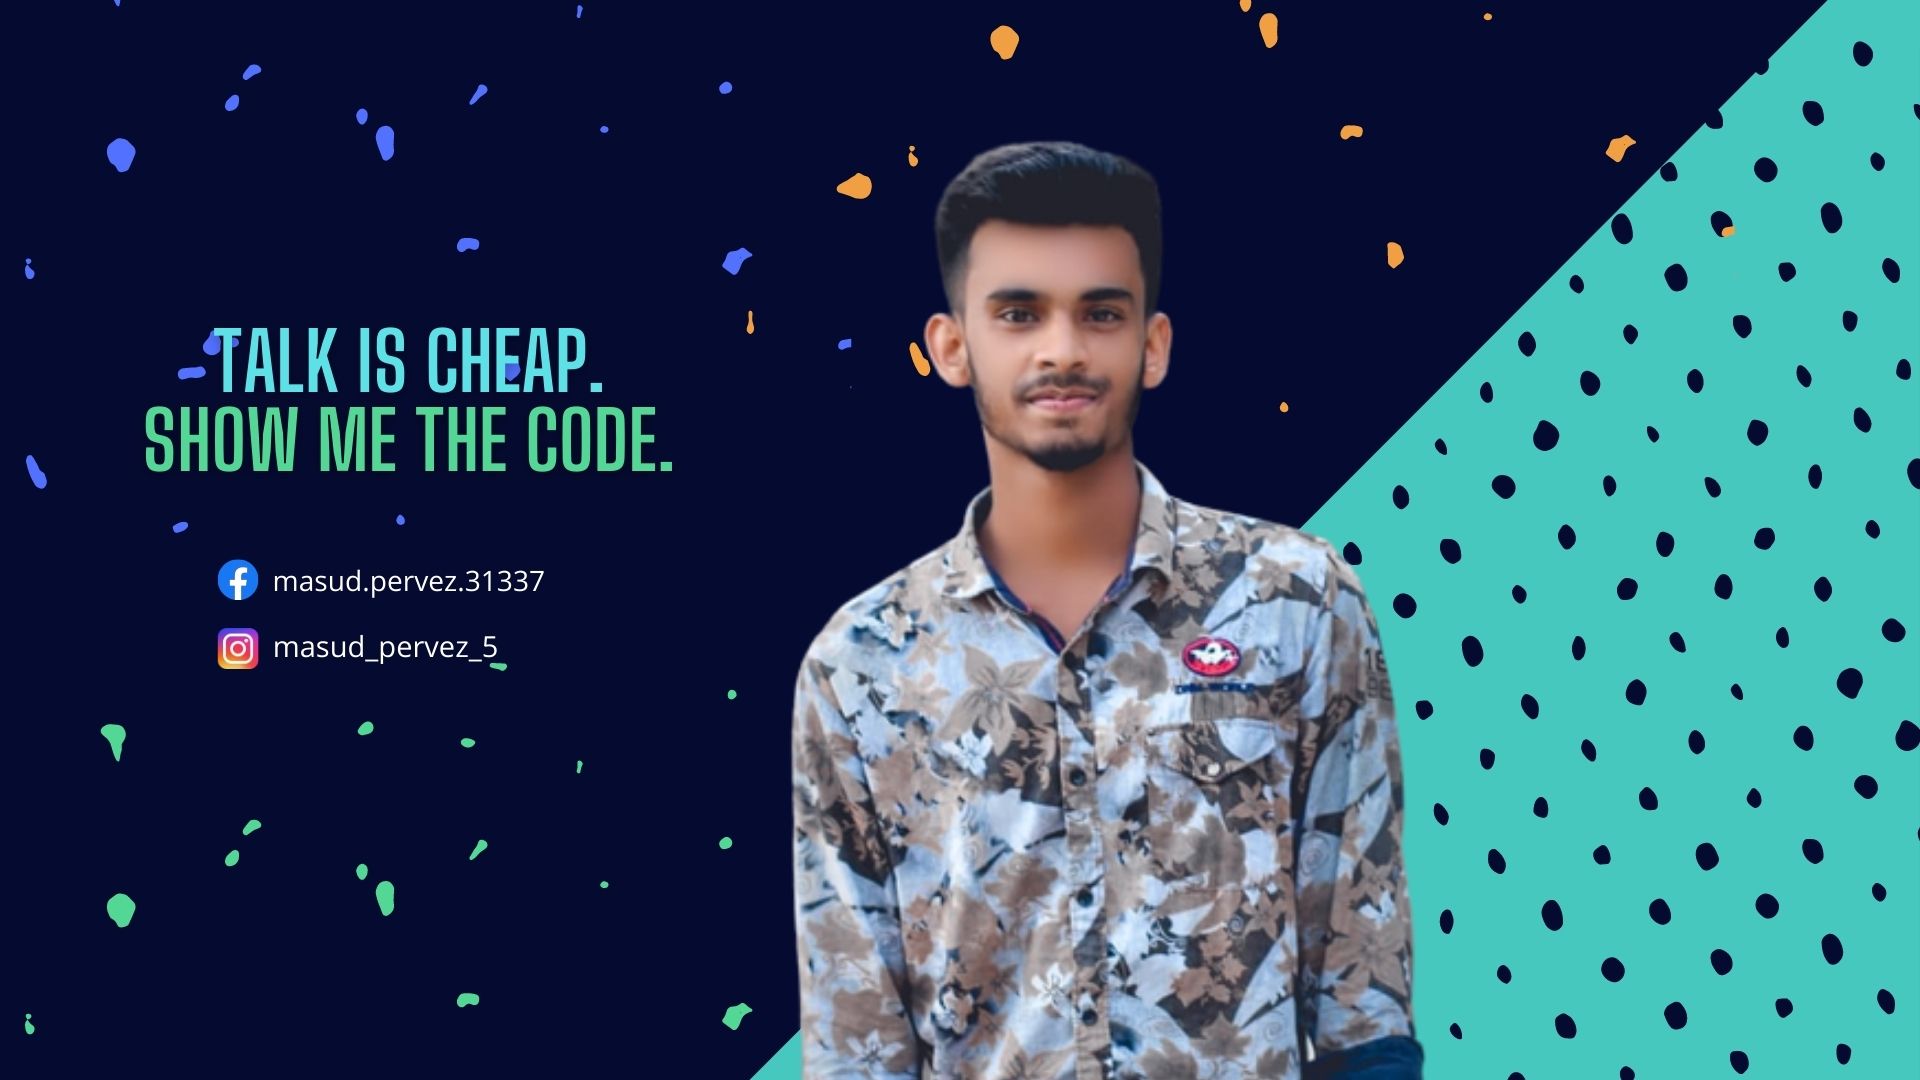 TALK IS CHEAP.
SHOW ME THE CODE.
masud.pervez.31337
masud_pervez_5